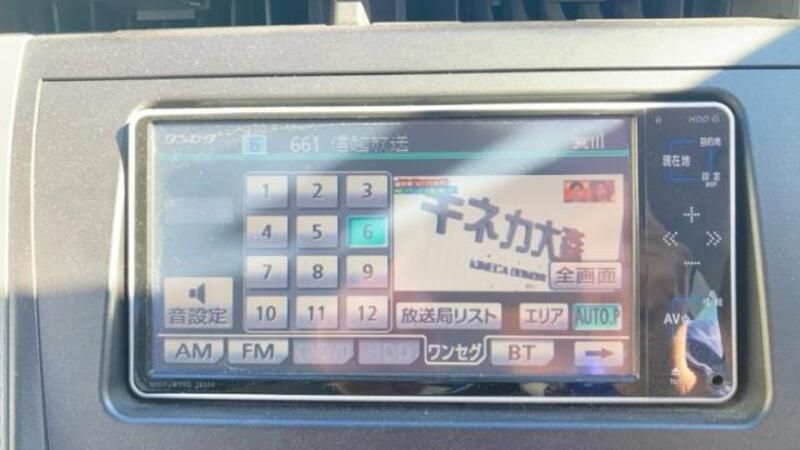 ワンセグ 6 661 信越放送
1 2 3
4 5 6
7 8 9
10 11 12
キネカ大森
全画面
音設定
放送局リスト エリア AUTO.P
AM FM HDD ワンセグ BT
HDD
目的地
現在地
設定
情報
AV